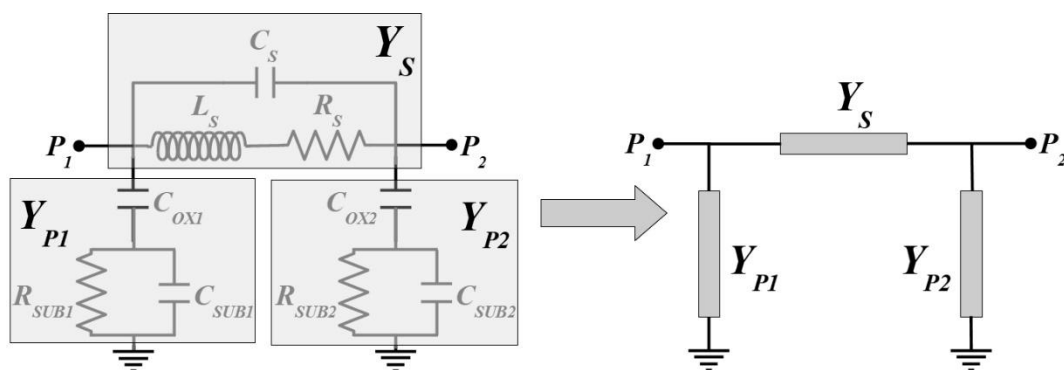 C_S
Y_S
L_S
R_S
P_1
P_2
C_OX1
Y_P1
R_SUB1
C_SUB1
C_OX2
Y_P2
R_SUB2
C_SUB2
Y_S
P_1
P_2
Y_P1
Y_P2